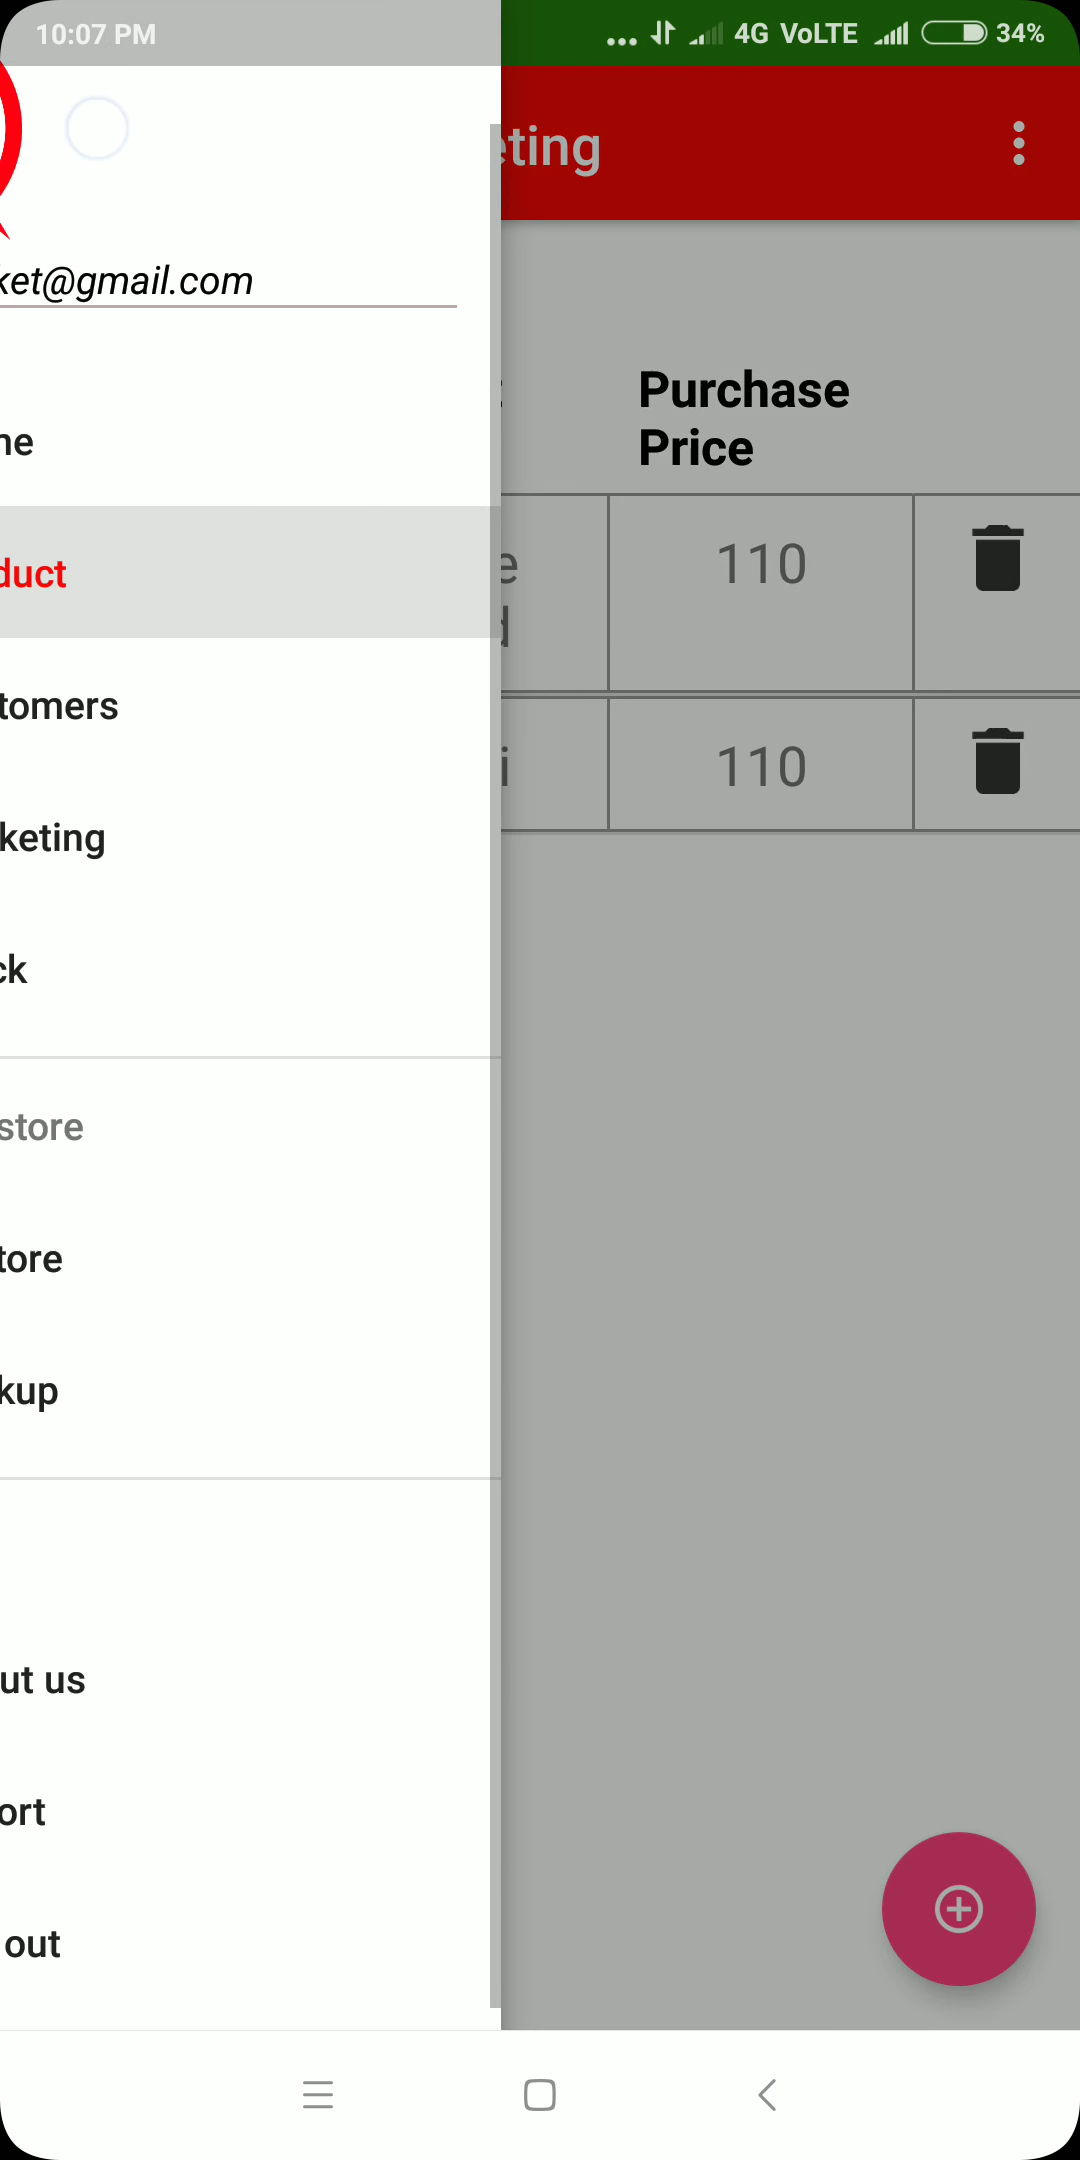 10:07 PM
... 4G VoLTE 34%
eting
ket@gmail.com
Purchase
Price
ne
duct
e
110
d
tomers
i
110
keting
ck
store
tore
kup
ut us
ort
out